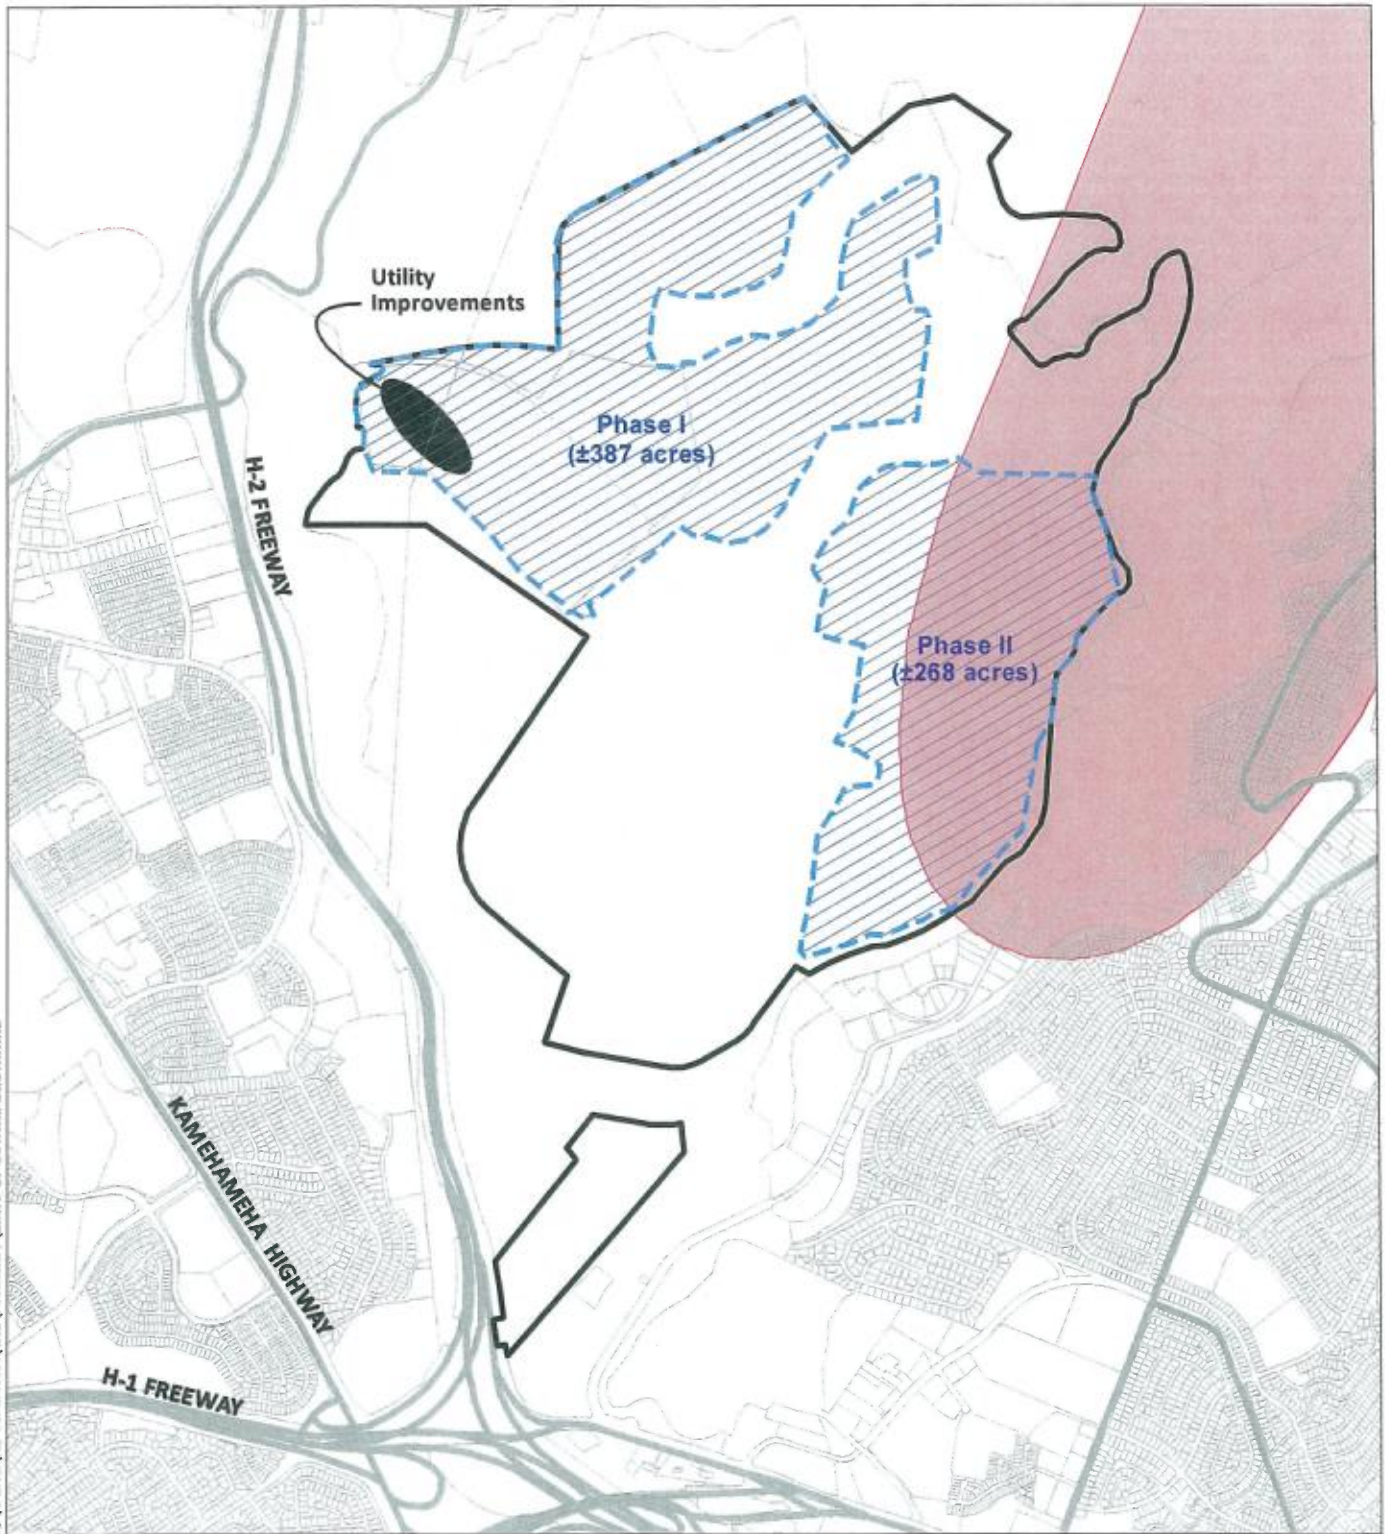 Utility
Improvements
Phase I
(±387 acres)
H-2 FREEWAY
Phase II
(±268 acres)
KAMEHAMEHA HIGHWAY
H-1 FREEWAY